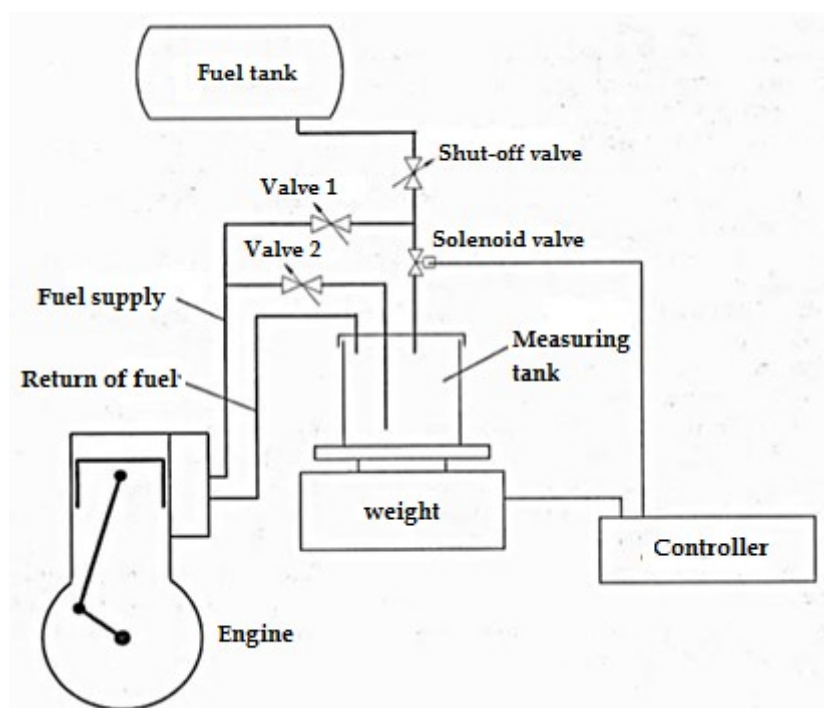 Fuel tank
Shut-off valve
Valve 1
Solenoid valve
Valve 2
Fuel supply
Measuring
tank
Return of fuel
weight
Controller
Engine